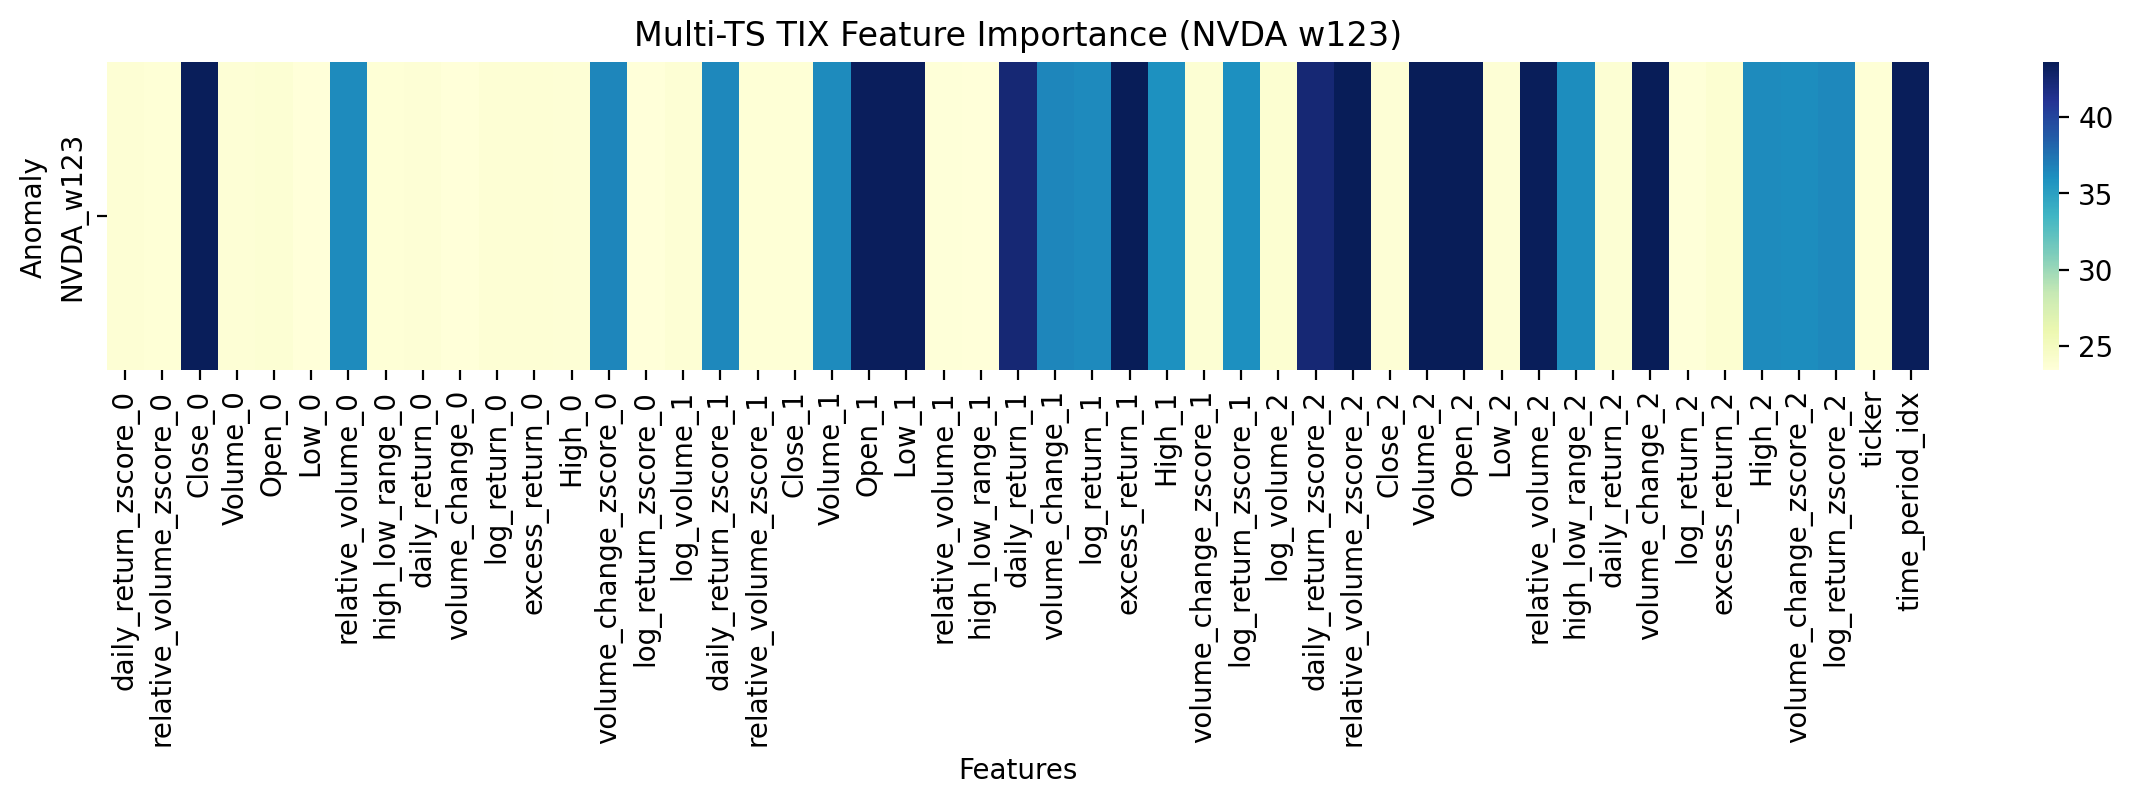 Multi-TS TIX Feature Importance (NVDA w123)
Anomaly
NVDA_w123
40
35
30
25
daily_return_zscore_0
relative_volume_zscore_0
Close_0
Volume_0
Open_0
Low_0
relative_volume_0
high_low_range_0
daily_return_0
volume_change_0
log_return_0
excess_return_0
High_0
volume_change_zscore_0
log_return_zscore_0
log_volume_1
daily_return_zscore_1
relative_volume_zscore_1
Close_1
Volume_1
Open_1
Low_1
relative_volume_1
high_low_range_1
daily_return_1
volume_change_1
log_return_1
excess_return_1
High_1
volume_change_zscore_1
log_return_zscore_1
log_volume_2
daily_return_zscore_2
relative_volume_zscore_2
Close_2
Volume_2
Open_2
Low_2
relative_volume_2
high_low_range_2
daily_return_2
volume_change_2
log_return_2
excess_return_2
High_2
volume_change_zscore_2
log_return_zscore_2
ticker
time_period_idx
Features